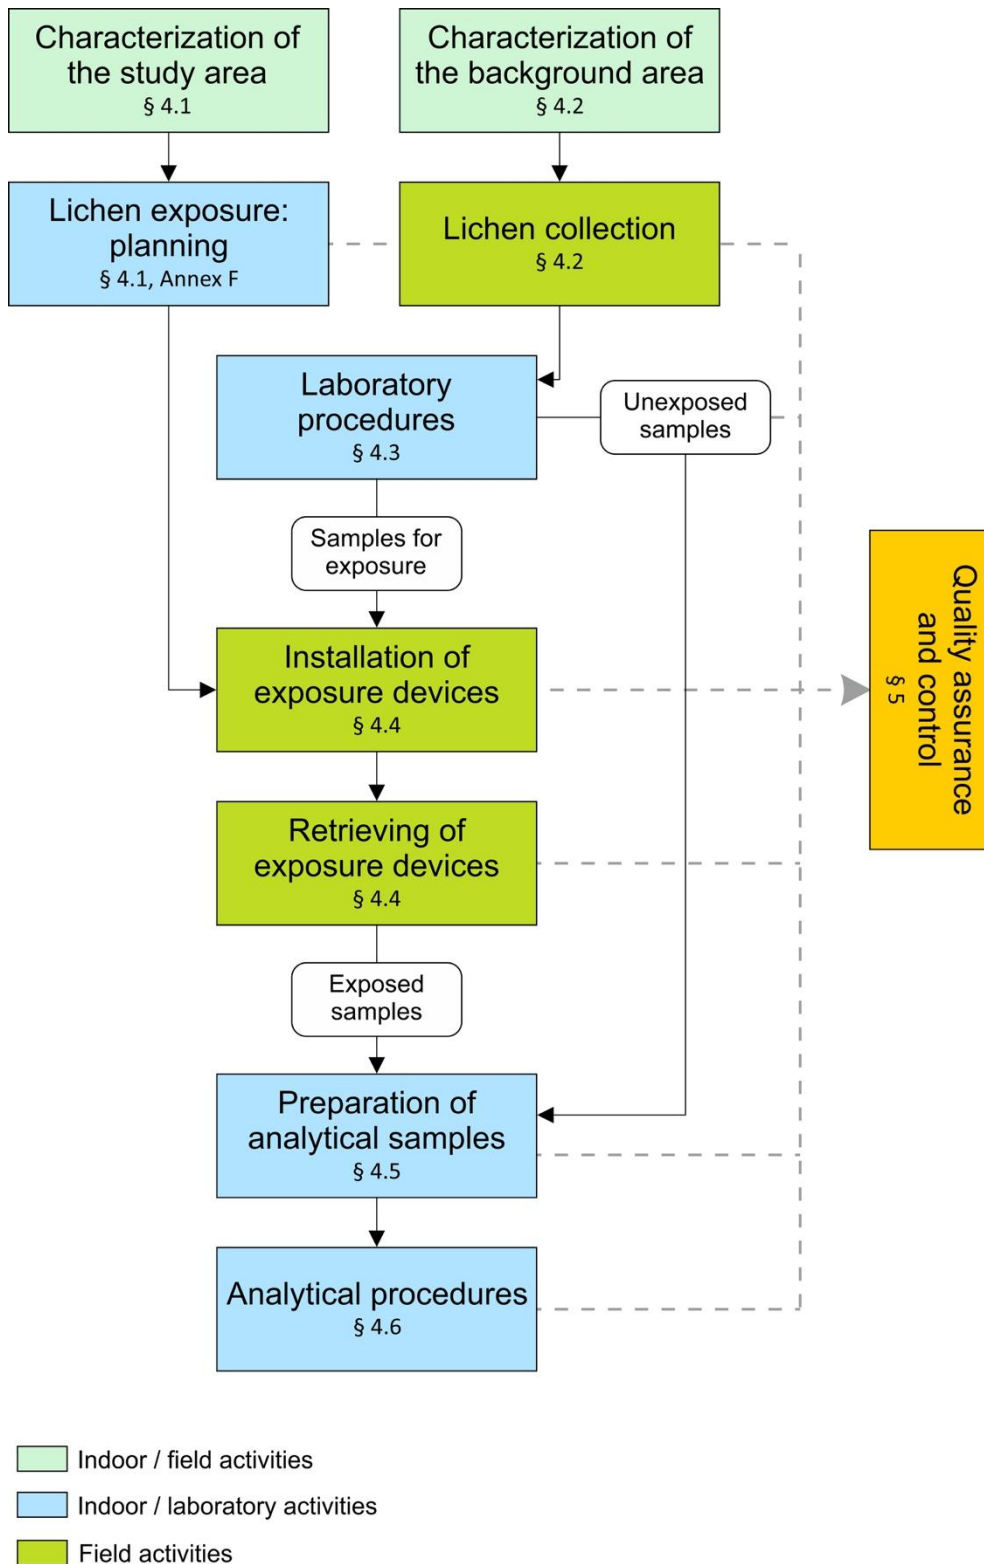 Characterization of
the study area
§ 4.1
Characterization of
the background area
§ 4.2
Lichen exposure:
planning
§ 4.1, Annex F
Lichen collection
§ 4.2
Laboratory
procedures
§ 4.3
Unexposed
samples
Samples for
exposure
Installation of
exposure devices
§ 4.4
Quality assurance
and control
§ 5
Retrieving of
exposure devices
§ 4.4
Exposed
samples
Preparation of
analytical samples
§ 4.5
Analytical procedures
§ 4.6
Indoor / field activities
Indoor / laboratory activities
Field activities